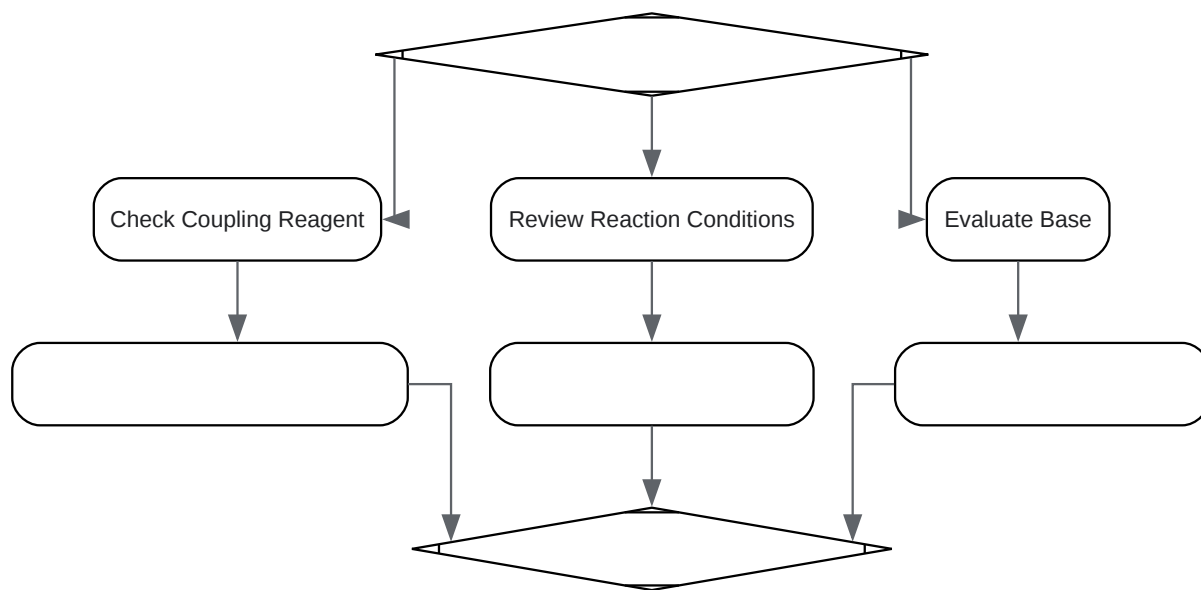 Check Coupling Reagent
Review Reaction Conditions
Evaluate Base